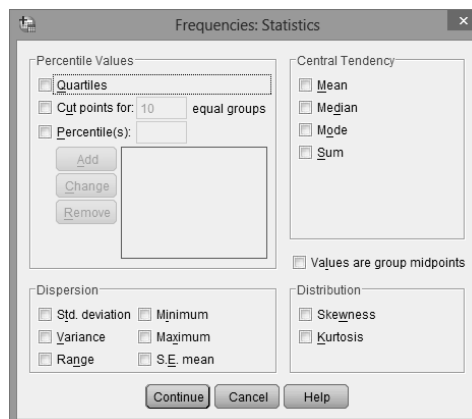 Frequencies: Statistics
Percentile Values
Quartiles
Cut points for: 10 equal groups
Percentile(s):
Add
Change
Remove
Central Tendency
Mean
Median
Mode
Sum
Values are group midpoints
Dispersion
Std. deviation
Minimum
Variance
Maximum
Range
S.E. mean
Distribution
Skewness
Kurtosis
Continue
Cancel
Help